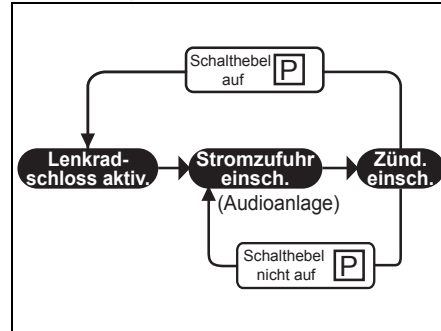 Schalthebel
auf P
Lenkrad-
schloss aktiv.
Stromzufuhr
einsch.
(Audioanlage)
Zünd.
einsch.
Schalthebel
nicht auf P